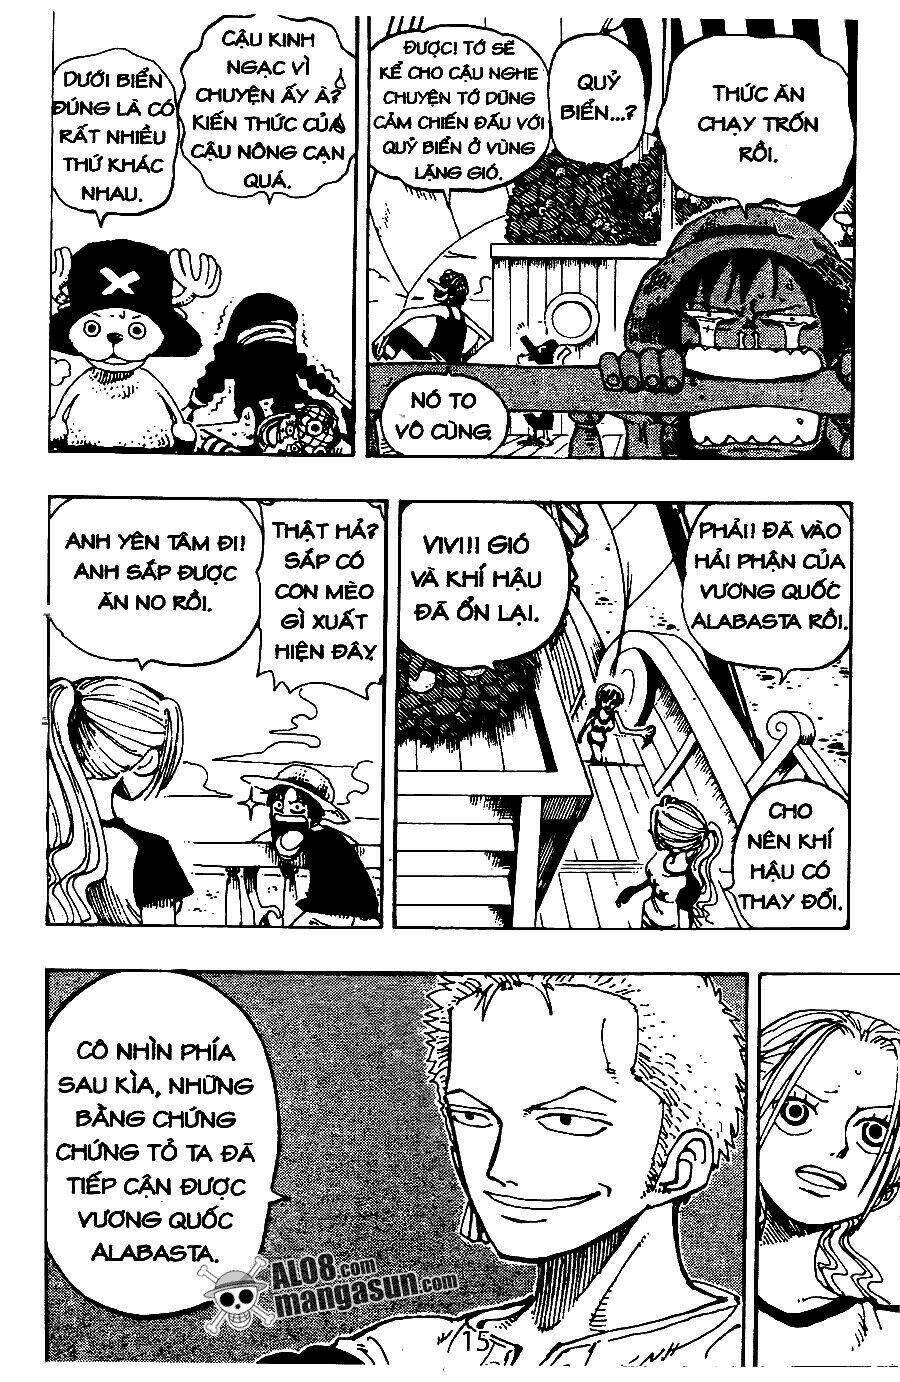 THỨC ĂN
CHẠY TRỐN
RỒI.
QUỶ
BIỂN...?
ĐƯỢC! TỚ SẼ
KỂ CHO CẬU NGHE
CHUYỆN TỚ DŨNG
CẢM CHIẾN ĐẤU VỚI
QUỶ BIỂN Ở VÙNG
LẶNG GIÓ.
NÓ TO
VÔ CÙNG.
CẬU KINH
NGẠC VÌ
CHUYỆN ẤY À?
KIẾN THỨC CỦA
CẬU NÔNG CẠN
QUÁ.
DƯỚI BIỂN
ĐÚNG LÀ CÓ
RẤT NHIỀU
THỨ KHÁC
NHAU.
PHẢI! ĐÃ VÀO
HẢI PHẬN CỦA
VƯƠNG QUỐC
ALABASTA RỒI.
VIVI!! GIÓ
VÀ KHÍ HẬU
ĐÃ ỔN LẠI.
CHO
NÊN KHÍ
HẬU CÓ
THAY ĐỔI.
THẬT HẢ?
SẮP CÓ
CON MÈO
GÌ XUẤT
HIỆN ĐÂY.
ANH YÊN TÂM ĐI!
ANH SẮP ĐƯỢC
ĂN NO RỒI.
CÔ NHÌN PHÍA
SAU KÌA, NHỮNG
BẰNG CHỨNG
CHỨNG TỎ TA ĐÃ
TIẾP CẬN ĐƯỢC
VƯƠNG QUỐC
ALABASTA.
ALO8.com
mangasun.com
15